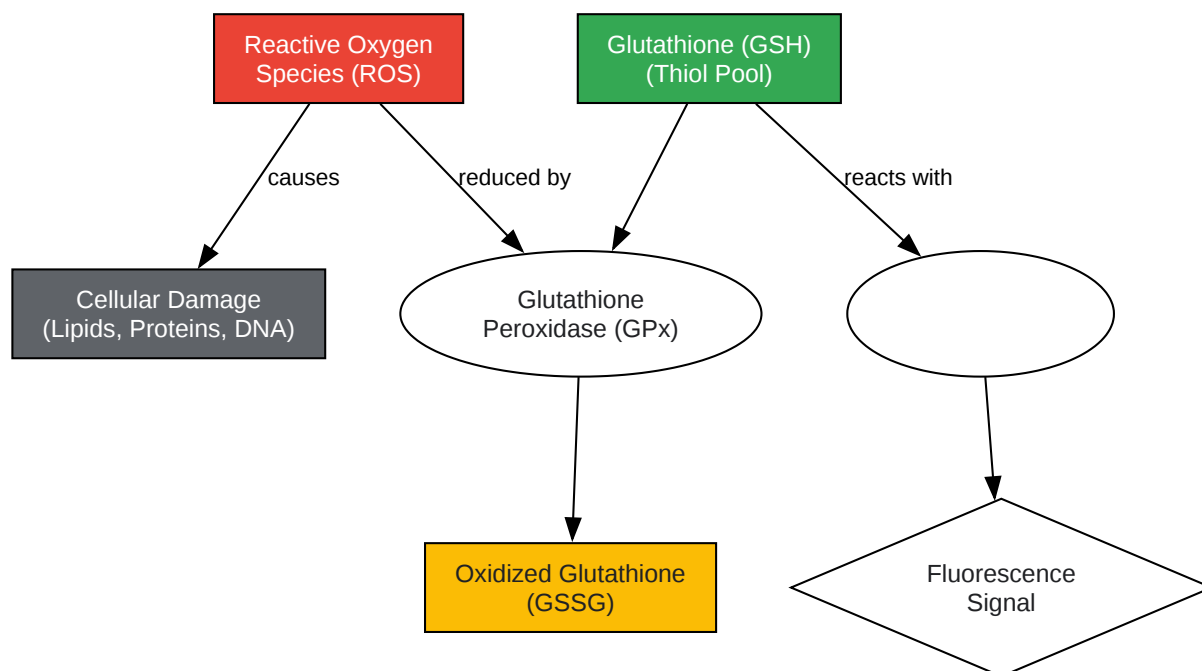 Reactive Oxygen
Species (ROS)
Glutathione (GSH)
(Thiol Pool)
causes
reduced by
reacts with
Cellular Damage
(Lipids, Proteins, DNA)
Glutathione
Peroxidase (GPx)
Oxidized Glutathione
(GSSG)
Fluorescence
Signal